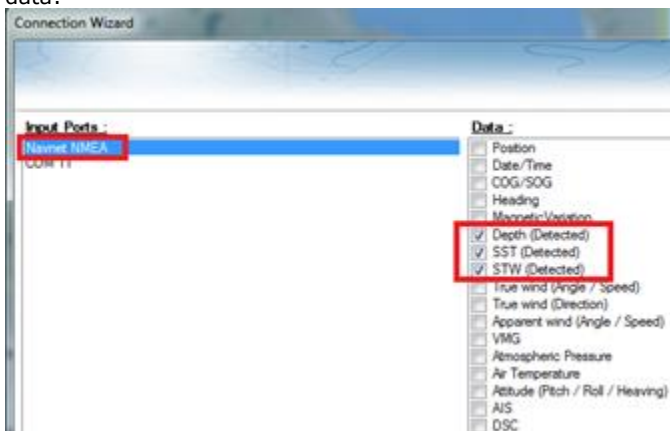 data.
Connection Wizard
Input Ports :
Navnet NMEA
COM 11
Data :
Position
Date/Time
COG/SOG
Heading
Magnetic Variation
Depth (Detected)
SST (Detected)
STW (Detected)
True wind (Angle / Speed)
True wind (Direction)
Apparent wind (Angle / Speed)
VMG
Atmospheric Pressure
Air Temperature
Attitude (Pitch / Roll / Heaving)
AIS
DSC